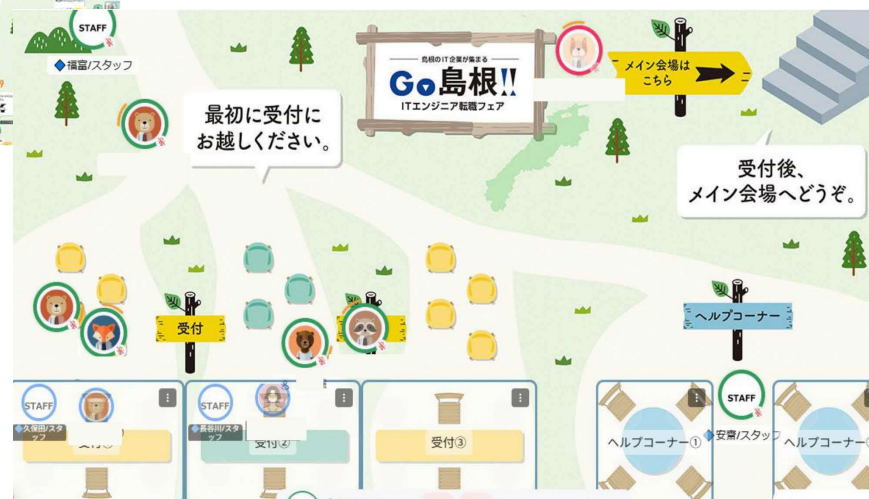 STAFF
◆福富/スタッフ
島根のIT企業が集まる
Go島根!!
ITエンジニア転職フェア
メイン会場は
こちら
最初に受付に
お越しください。
受付後、
メイン会場へどうぞ。
受付
ヘルプコーナー
STAFF
◆久保田/スタ
ッフ
STAFF
◆長谷川/スタ
ッフ
受付②
受付③
ヘルプコーナー①
STAFF
◆安齋/スタッフ
ヘルプコーナー